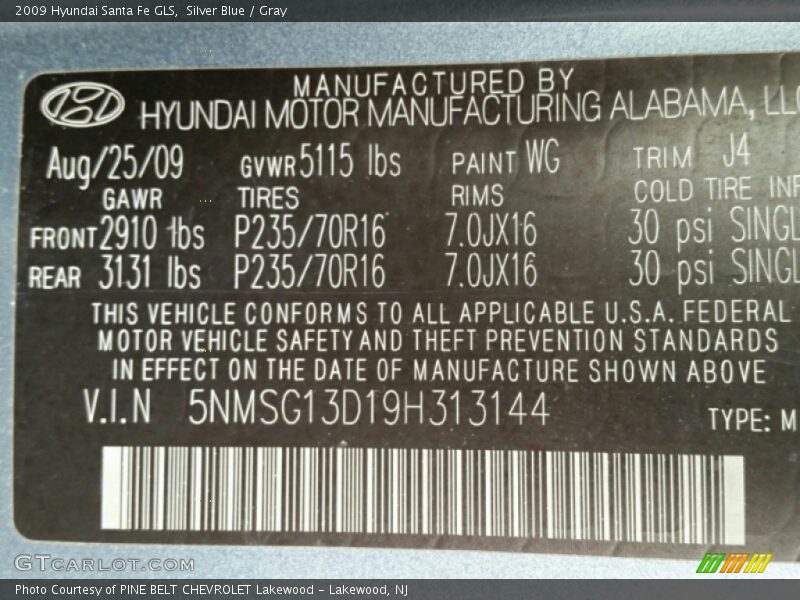 2009 Hyundai Santa Fe GLS, Silver Blue / Gray
MANUFACTURED BY
HYUNDAI MOTOR MANUFACTURING ALABAMA, LLC
Aug/25/09 GVWR 5115 lbs PAINT WG TRIM J4
GAWR TIRES RIMS COLD TIRE INF
FRONT 2910 lbs P235/70R16 7.0JX16 30 psi SINGL
REAR 3131 lbs P235/70R16 7.0JX16 30 psi SINGL
THIS VEHICLE CONFORMS TO ALL APPLICABLE U.S.A. FEDERAL
MOTOR VEHICLE SAFETY AND THEFT PREVENTION STANDARDS
IN EFFECT ON THE DATE OF MANUFACTURE SHOWN ABOVE
V.I.N 5NMSG13D19H313144 TYPE: M
GTCARLOT.COM
Photo Courtesy of PINE BELT CHEVROLET Lakewood - Lakewood, NJ